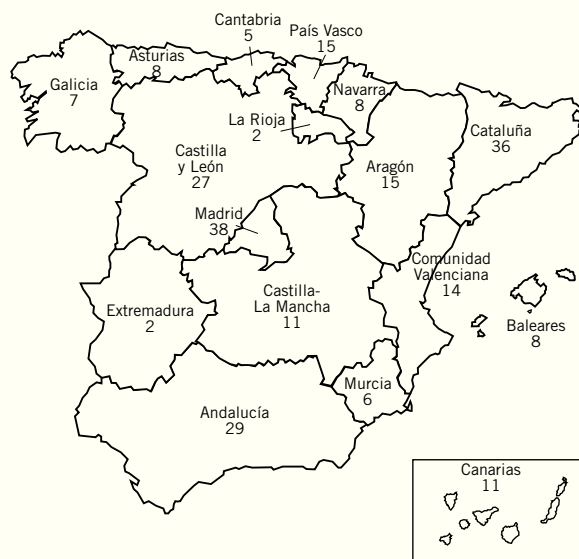 Cantabria
5
País Vasco
15
Asturias
8
Galicia
7
Navarra
8
La Rioja
2
Cataluña
36
Castilla
y León
27
Aragón
15
Madrid
38
Comunidad
Valenciana
14
Castilla-
La Mancha
11
Extremadura
2
Baleares
8
Murcia
6
Andalucía
29
Canarias
11